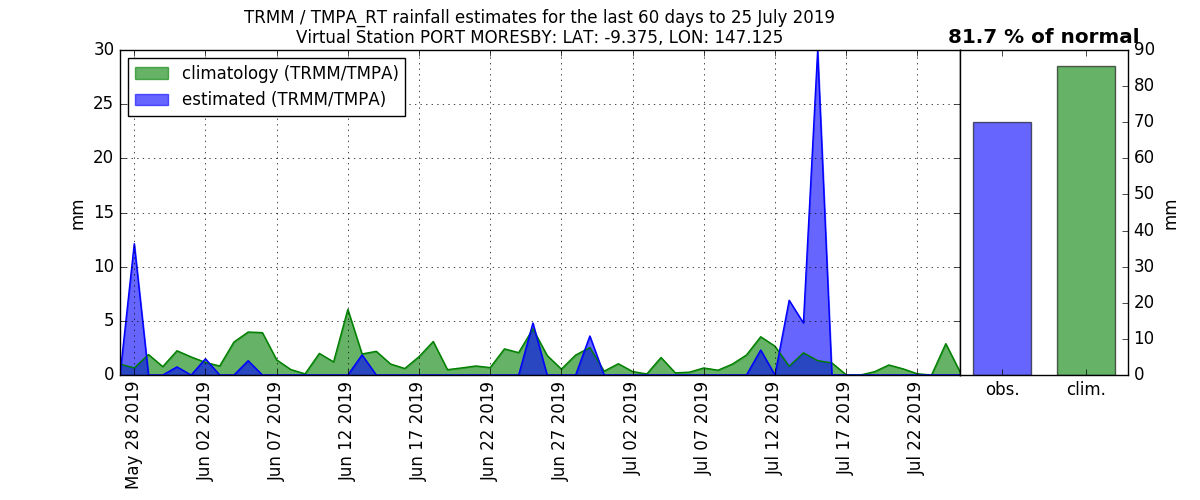 TRMM / TMPA_RT rainfall estimates for the last 60 days to 25 July 2019
Virtual Station PORT MORESBY: LAT: -9.375, LON: 147.125
81.7 % of normal
climatology (TRMM/TMPA)
estimated (TRMM/TMPA)
30
25
20
15
10
5
0
mm
90
80
70
60
50
40
30
20
10
0
mm
May 28 2019
Jun 02 2019
Jun 07 2019
Jun 12 2019
Jun 17 2019
Jun 22 2019
Jun 27 2019
Jul 02 2019
Jul 07 2019
Jul 12 2019
Jul 17 2019
Jul 22 2019
obs.
clim.